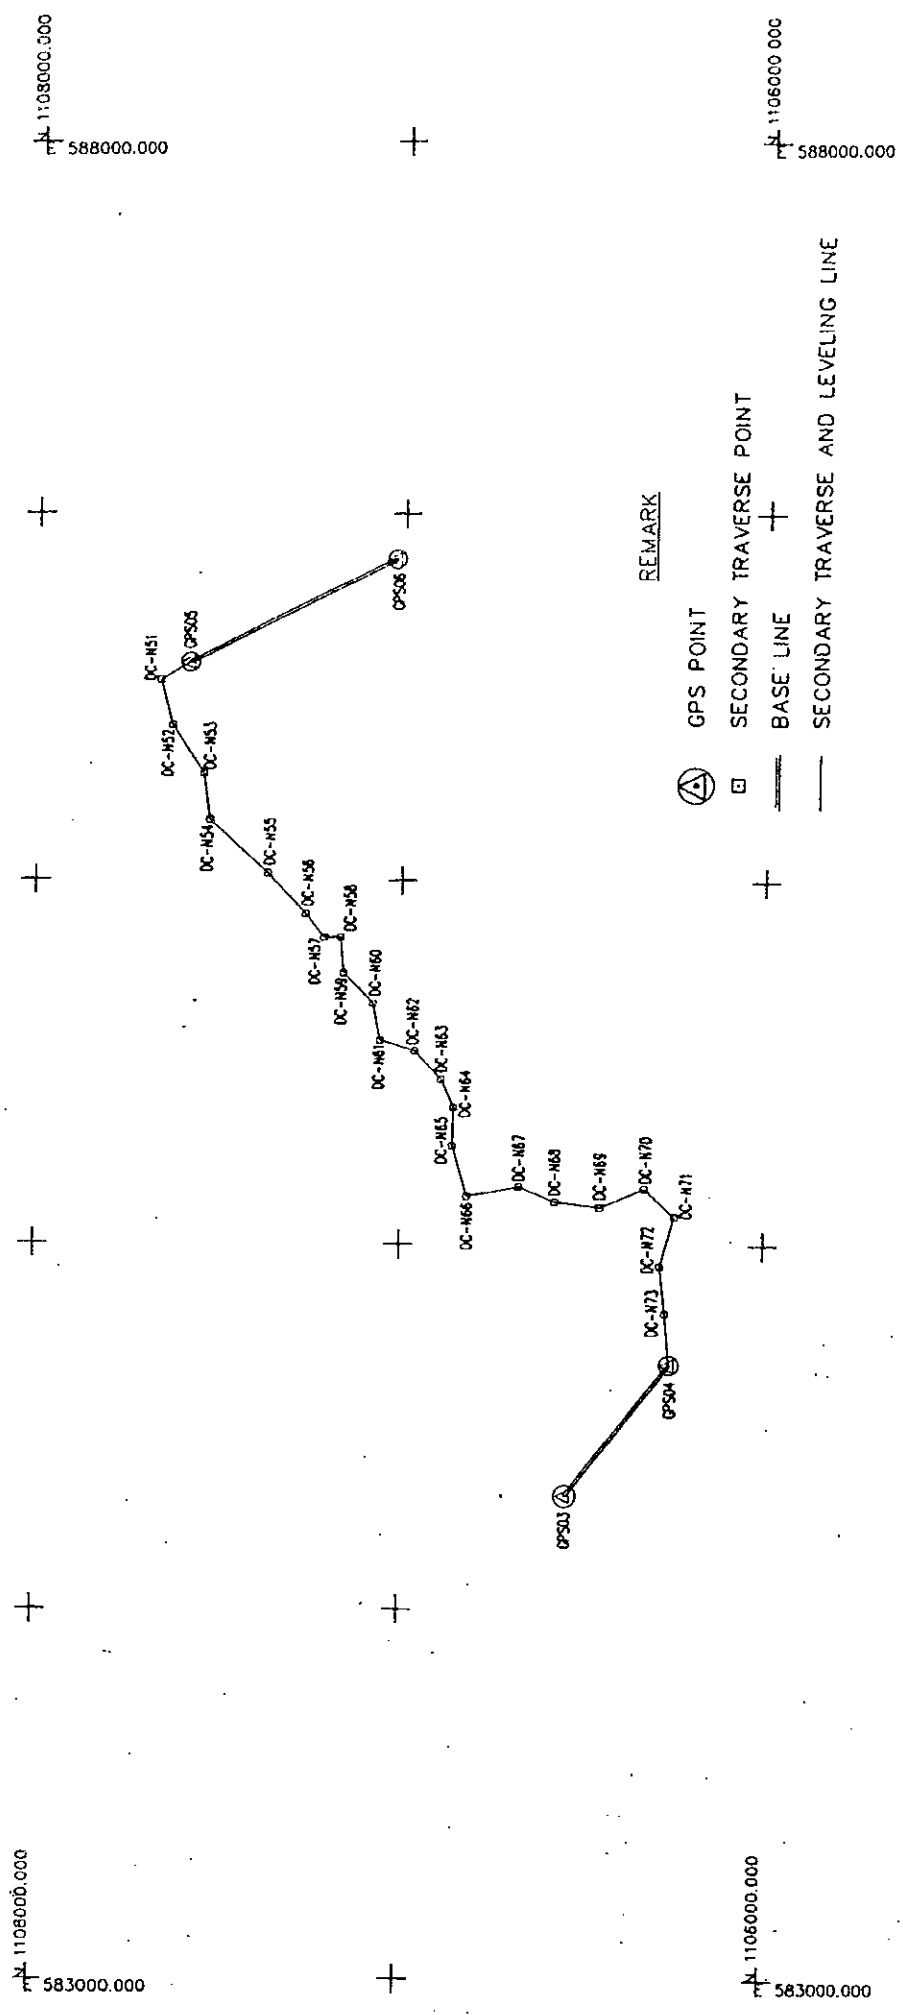 N 1108000.000
E 588000.000
N 1106000 000
E 588000.000
DC-N51
GPS05
GPS06
DC-N52
DC-N53
DC-N54
DC-N55
DC-N56
DC-N57
DC-N58
DC-N59
DC-N60
DC-N61
DC-N62
DC-N63
DC-N64
DC-N65
DC-N66
DC-N67
DC-N68
DC-N69
DC-N70
DC-N71
DC-N72
DC-N73
GPS04
GPS03
REMARK
GPS POINT
SECONDARY TRAVERSE POINT
BASE LINE
SECONDARY TRAVERSE AND LEVELING LINE
N 1108000.000
E 583000.000
N 1106000.000
E 583000.000